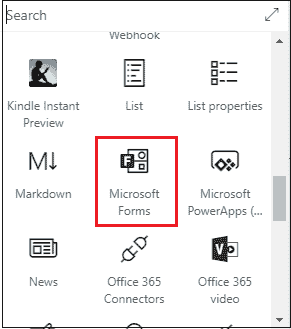 Search
Webhook
Kindle Instant
Preview
List
List properties
M
Markdown
Microsoft
Forms
Microsoft
PowerApps (...
News
Office 365
Connectors
Office 365
video